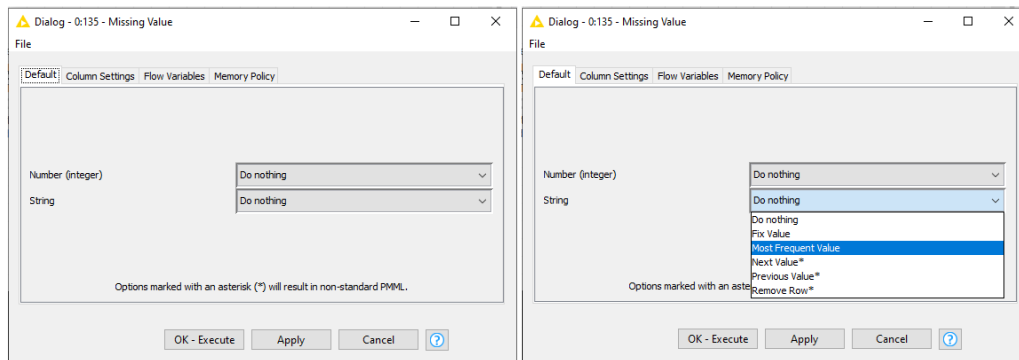 Dialog - 0:135 - Missing Value
File
Default Column Settings Flow Variables Memory Policy
Number (integer) Do nothing
String Do nothing
Options marked with an asterisk (*) will result in non-standard PMML.
OK - Execute Apply Cancel ?
Dialog - 0:135 - Missing Value
File
Default Column Settings Flow Variables Memory Policy
Number (integer) Do nothing
String Do nothing
Do nothing
Fix Value
Most Frequent Value
Next Value*
Previous Value*
Options marked with an aste Remove Row*
OK - Execute Apply Cancel ?